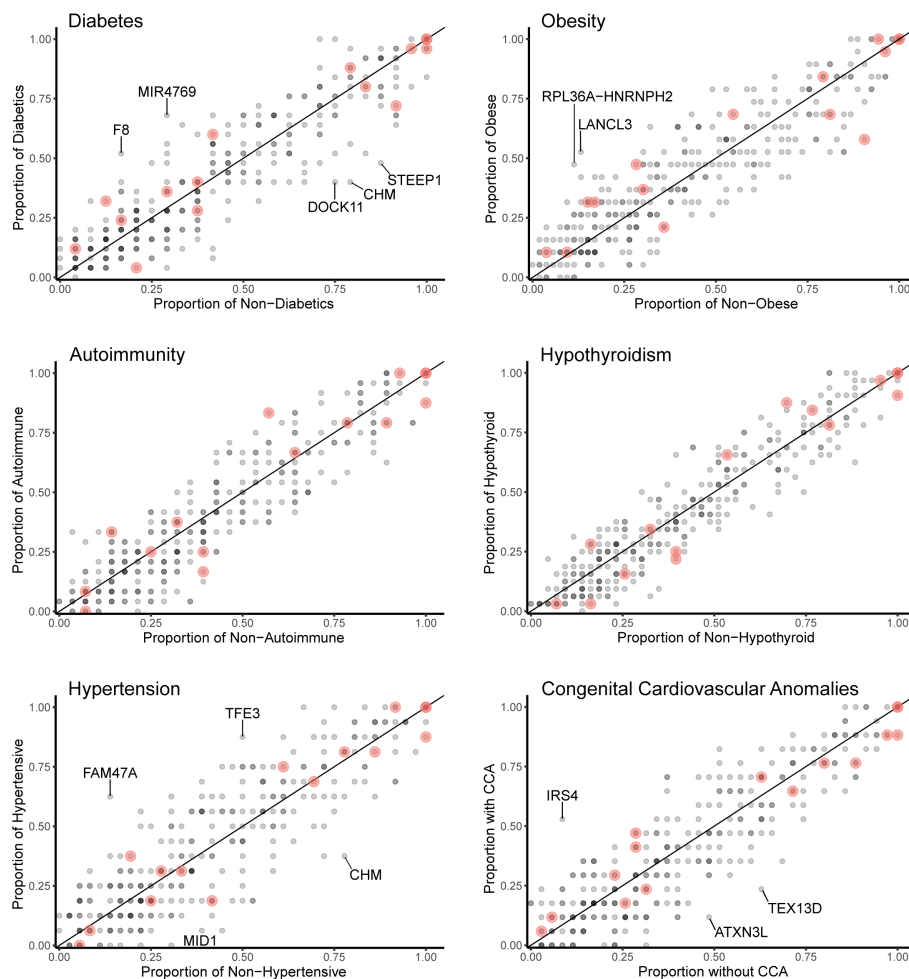 Diabetes
1.00
0.75
0.50
0.25
0.00
Proportion of Diabetics
MIR4769
F8
STEEP1
CHM
DOCK11
0.00 0.25 0.50 0.75 1.00
Proportion of Non−Diabetics
Obesity
1.00
0.75
0.50
0.25
0.00
Proportion of Obese
RPL36A−HNRNPH2
LANCL3
0.00 0.25 0.50 0.75 1.00
Proportion of Non−Obese
Autoimmunity
1.00
0.75
0.50
0.25
0.00
Proportion of Autoimmune
0.00 0.25 0.50 0.75 1.00
Proportion of Non−Autoimmune
Hypothyroidism
1.00
0.75
0.50
0.25
0.00
Proportion of Hypothyroid
0.00 0.25 0.50 0.75 1.00
Proportion of Non−Hypothyroid
Hypertension
1.00
0.75
0.50
0.25
0.00
Proportion of Hypertensive
TFE3
FAM47A
CHM
MID1
0.00 0.25 0.50 0.75 1.00
Proportion of Non−Hypertensive
Congenital Cardiovascular Anomalies
1.00
0.75
0.50
0.25
0.00
Proportion with CCA
IRS4
TEX13D
ATXN3L
0.00 0.25 0.50 0.75 1.00
Proportion without CCA